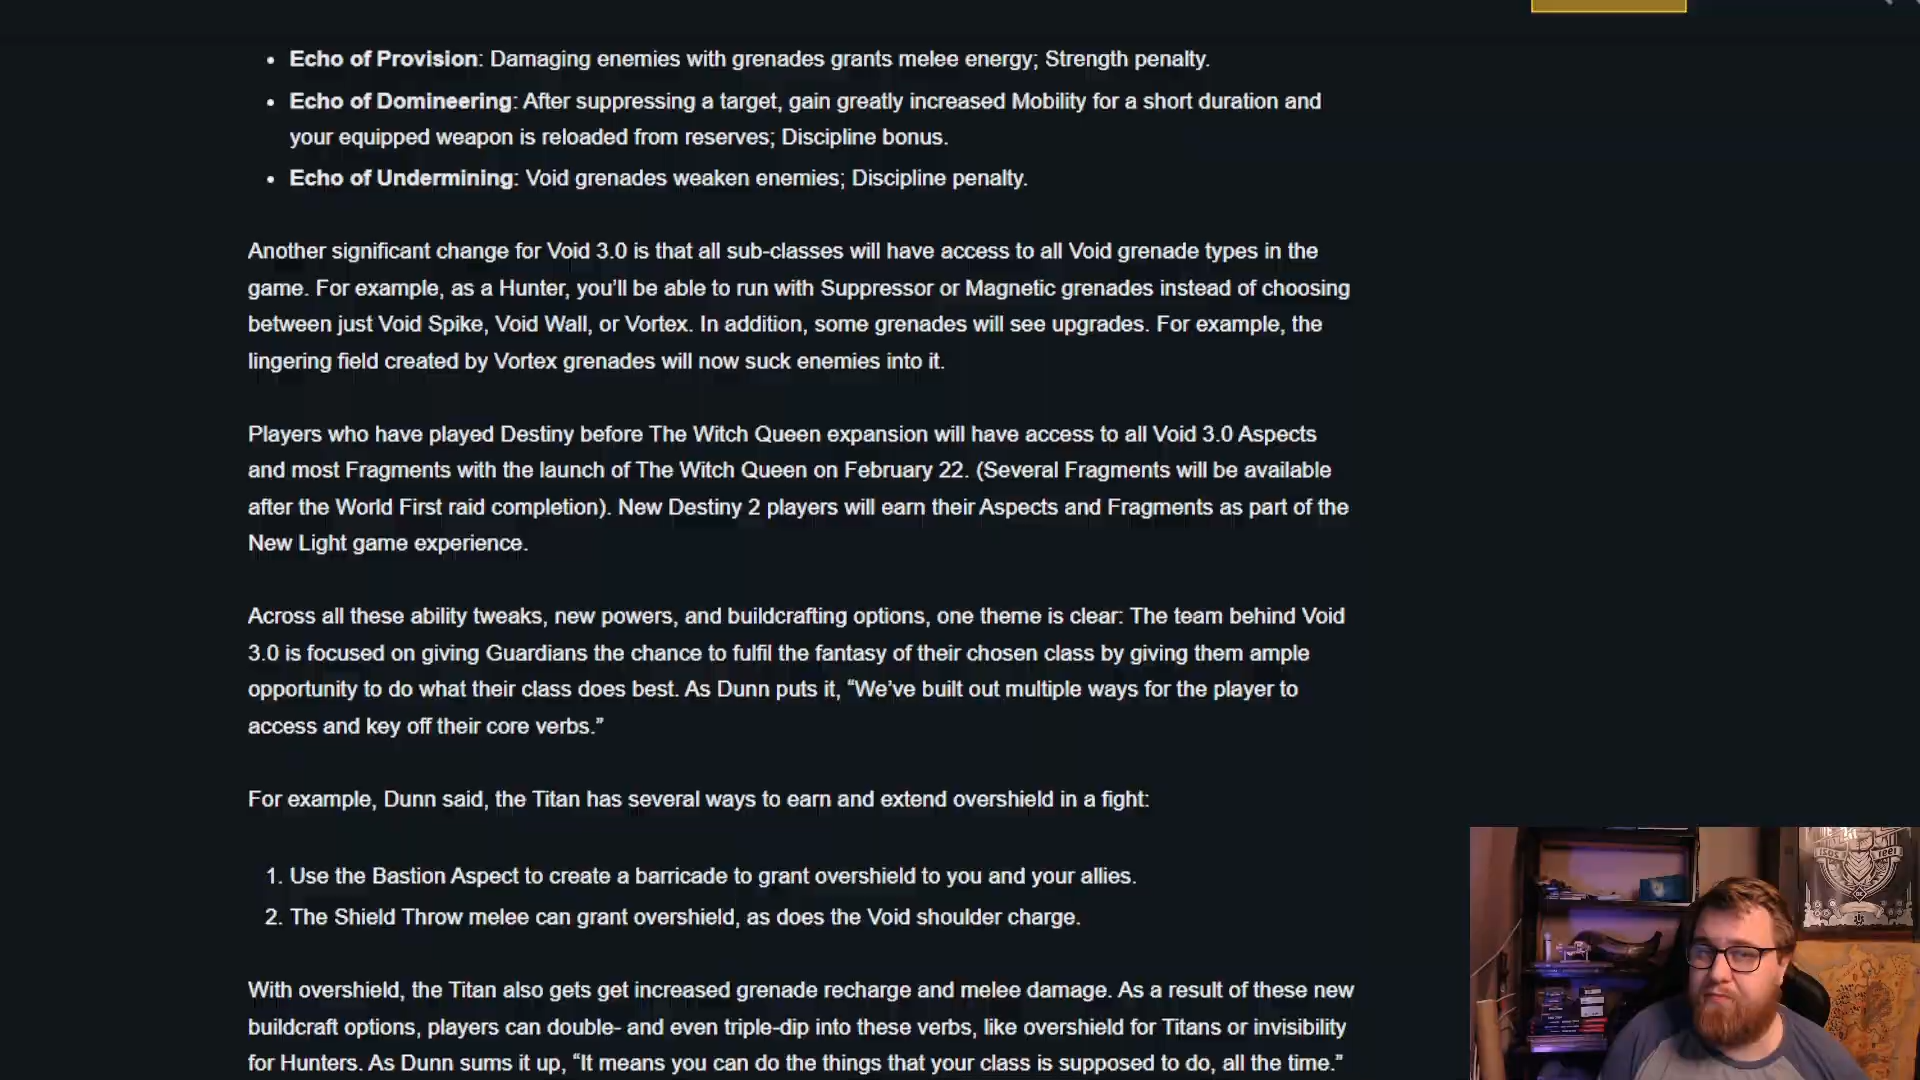 • Echo of Provision: Damaging enemies with grenades grants melee energy; Strength penalty.
• Echo of Domineering: After suppressing a target, gain greatly increased Mobility for a short duration and
your equipped weapon is reloaded from reserves; Discipline bonus.
• Echo of Undermining: Void grenades weaken enemies; Discipline penalty.
Another significant change for Void 3.0 is that all sub-classes will have access to all Void grenade types in the
game. For example, as a Hunter, you’ll be able to run with Suppressor or Magnetic grenades instead of choosing
between just Void Spike, Void Wall, or Vortex. In addition, some grenades will see upgrades. For example, the
lingering field created by Vortex grenades will now suck enemies into it.
Players who have played Destiny before The Witch Queen expansion will have access to all Void 3.0 Aspects
and most Fragments with the launch of The Witch Queen on February 22. (Several Fragments will be available
after the World First raid completion). New Destiny 2 players will earn their Aspects and Fragments as part of the
New Light game experience.
Across all these ability tweaks, new powers, and buildcrafting options, one theme is clear: The team behind Void
3.0 is focused on giving Guardians the chance to fulfil the fantasy of their chosen class by giving them ample
opportunity to do what their class does best. As Dunn puts it, “We’ve built out multiple ways for the player to
access and key off their core verbs.”
For example, Dunn said, the Titan has several ways to earn and extend overshield in a fight:
1. Use the Bastion Aspect to create a barricade to grant overshield to you and your allies.
2. The Shield Throw melee can grant overshield, as does the Void shoulder charge.
With overshield, the Titan also gets get increased grenade recharge and melee damage. As a result of these new
buildcraft options, players can double- and even triple-dip into these verbs, like overshield for Titans or invisibility
for Hunters. As Dunn sums it up, “It means you can do the things that your class is supposed to do, all the time.”